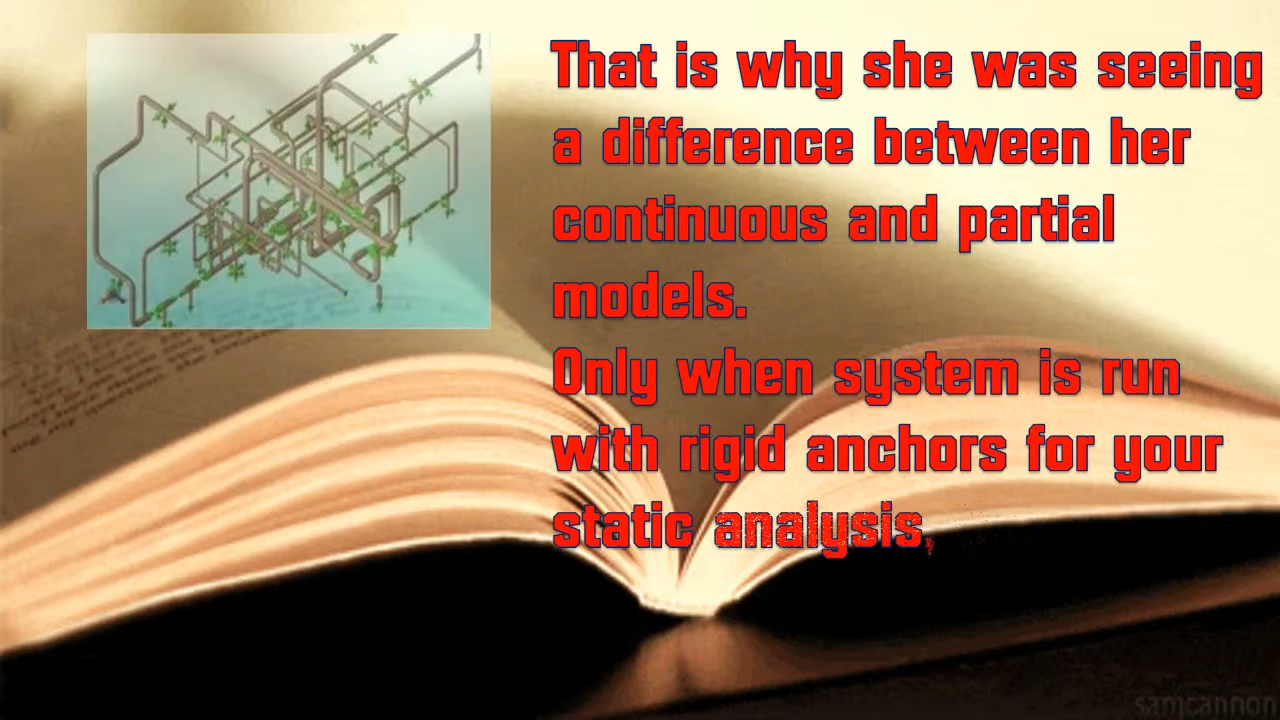 That is why she was seeing
a difference between her
continuous and partial
models.
Only when system is run
with rigid anchors for your
static analysis,
samcannon